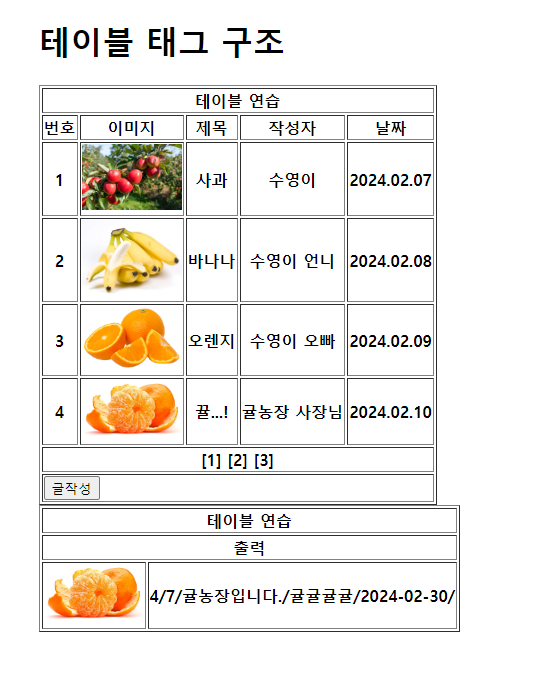 테이블 태그 구조
테이블 연습
번호 이미지 제목 작성자 날짜
1 사과 수영이 2024.02.07
2 바나나 수영이 언니 2024.02.08
3 오렌지 수영이 오빠 2024.02.09
4 뀰...! 귤농장 사장님 2024.02.10
[1] [2] [3]
글작성
테이블 연습
출력
4/7/귤농장입니다./귤귤귤귤/2024-02-30/